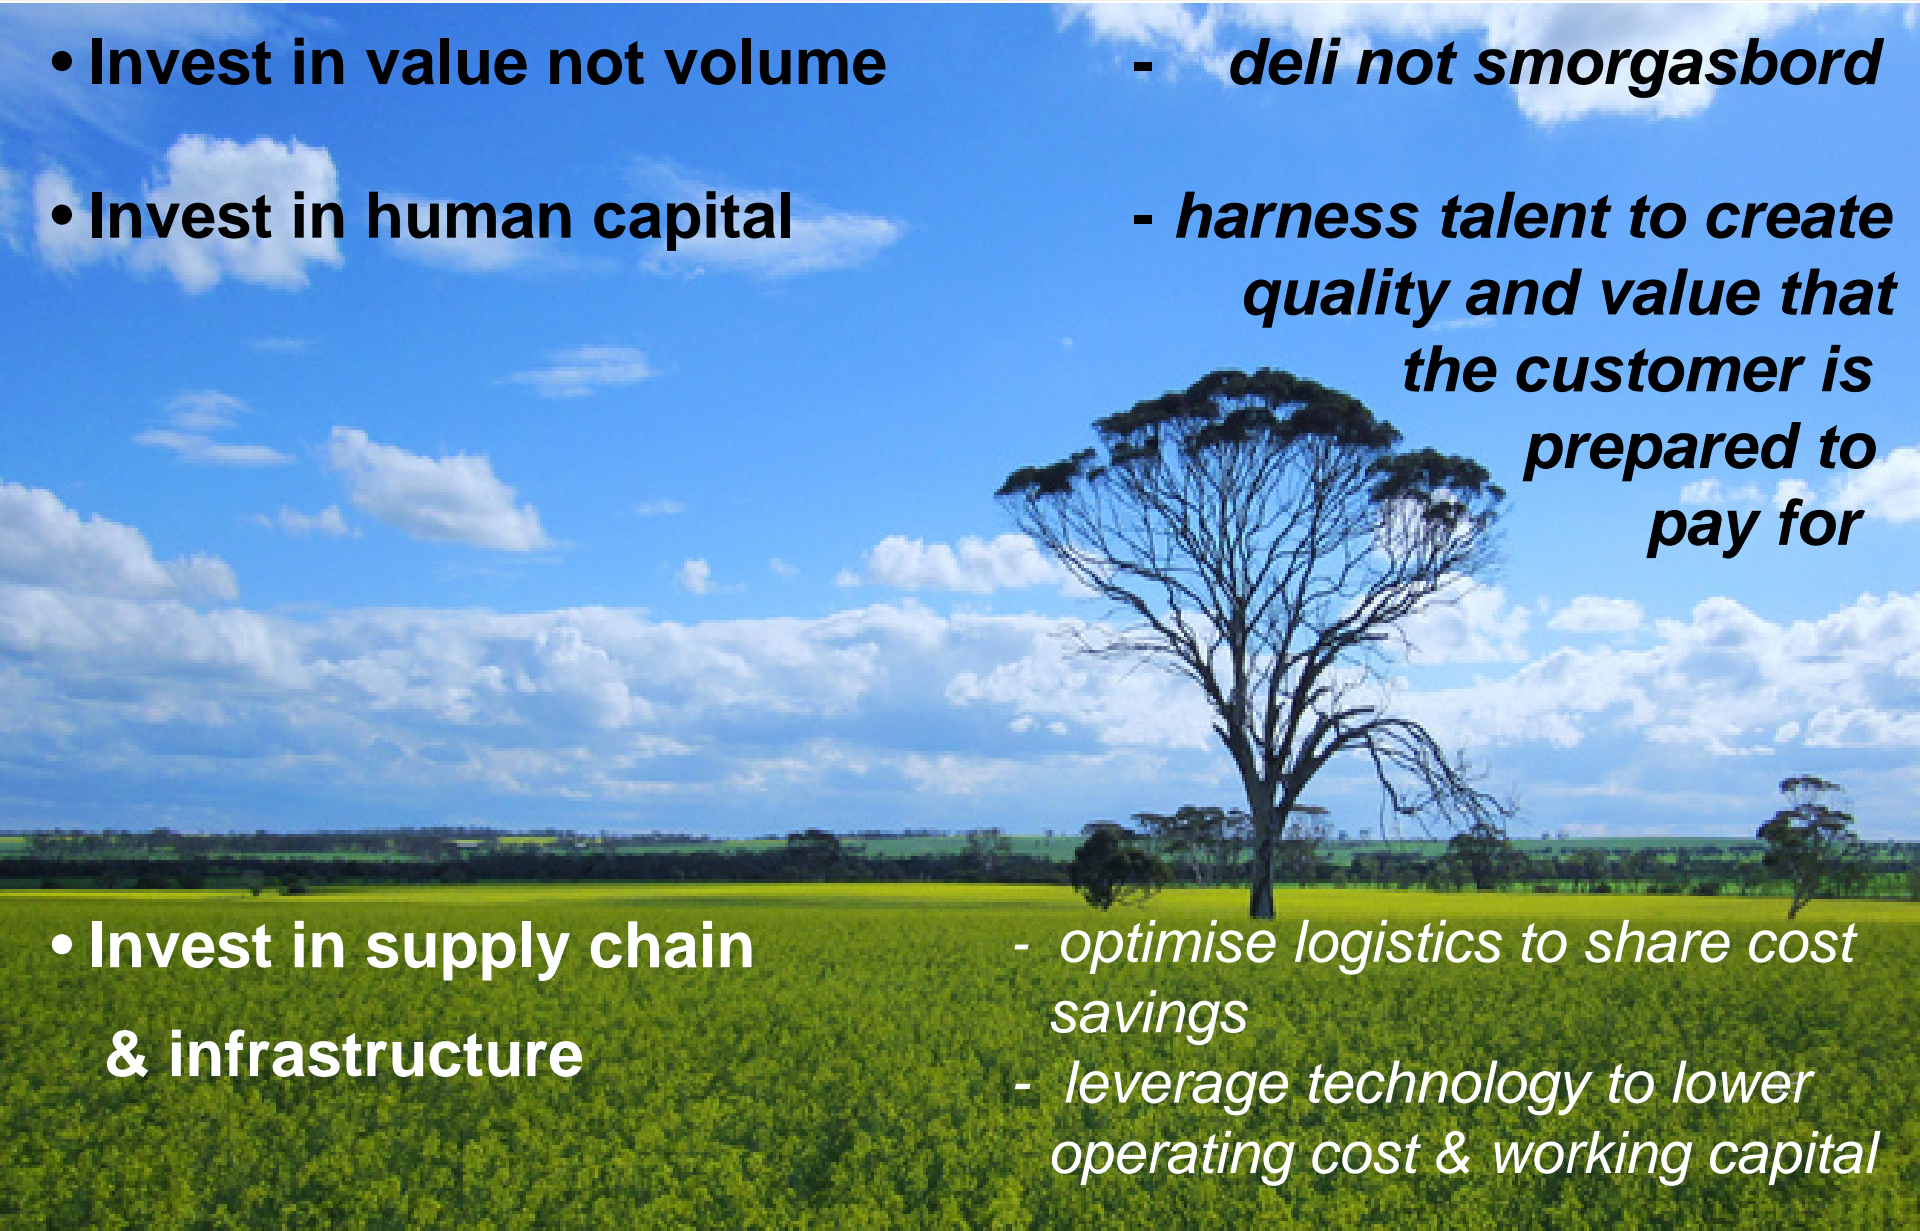 • Invest in value not volume - deli not smorgasbord
• Invest in human capital - harness talent to create
quality and value that
the customer is
prepared to
pay for
• Invest in supply chain
& infrastructure
- optimise logistics to share cost
savings
- leverage technology to lower
operating cost & working capital